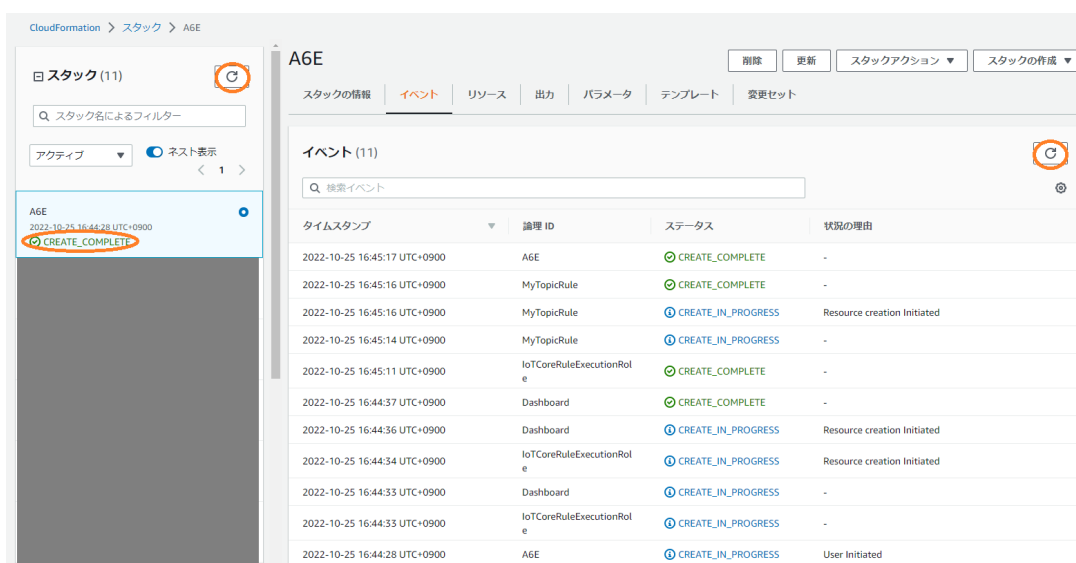 CloudFormation > スタック > A6E
スタック (11)
スタック名によるフィルター
アクティブ
ネスト表示
< 1 >
A6E
2022-10-25 16:44:28 UTC+0900
CREATE_COMPLETE
A6E
削除 更新 スタックアクション スタックの作成
スタックの情報 イベント リソース 出力 パラメータ テンプレート 変更セット
イベント (11)
検索イベント
タイムスタンプ 論理 ID ステータス 状況の理由
2022-10-25 16:45:17 UTC+0900 A6E CREATE_COMPLETE -
2022-10-25 16:45:16 UTC+0900 MyTopicRule CREATE_COMPLETE -
2022-10-25 16:45:16 UTC+0900 MyTopicRule CREATE_IN_PROGRESS Resource creation Initiated
2022-10-25 16:45:14 UTC+0900 MyTopicRule CREATE_IN_PROGRESS -
2022-10-25 16:45:11 UTC+0900 IoTCoreRuleExecutionRol CREATE_COMPLETE -
e
2022-10-25 16:44:37 UTC+0900 Dashboard CREATE_COMPLETE -
2022-10-25 16:44:36 UTC+0900 Dashboard CREATE_IN_PROGRESS Resource creation Initiated
2022-10-25 16:44:34 UTC+0900 IoTCoreRuleExecutionRol CREATE_IN_PROGRESS Resource creation Initiated
e
2022-10-25 16:44:33 UTC+0900 Dashboard CREATE_IN_PROGRESS -
2022-10-25 16:44:33 UTC+0900 IoTCoreRuleExecutionRol CREATE_IN_PROGRESS -
e
2022-10-25 16:44:28 UTC+0900 A6E CREATE_IN_PROGRESS User Initiated